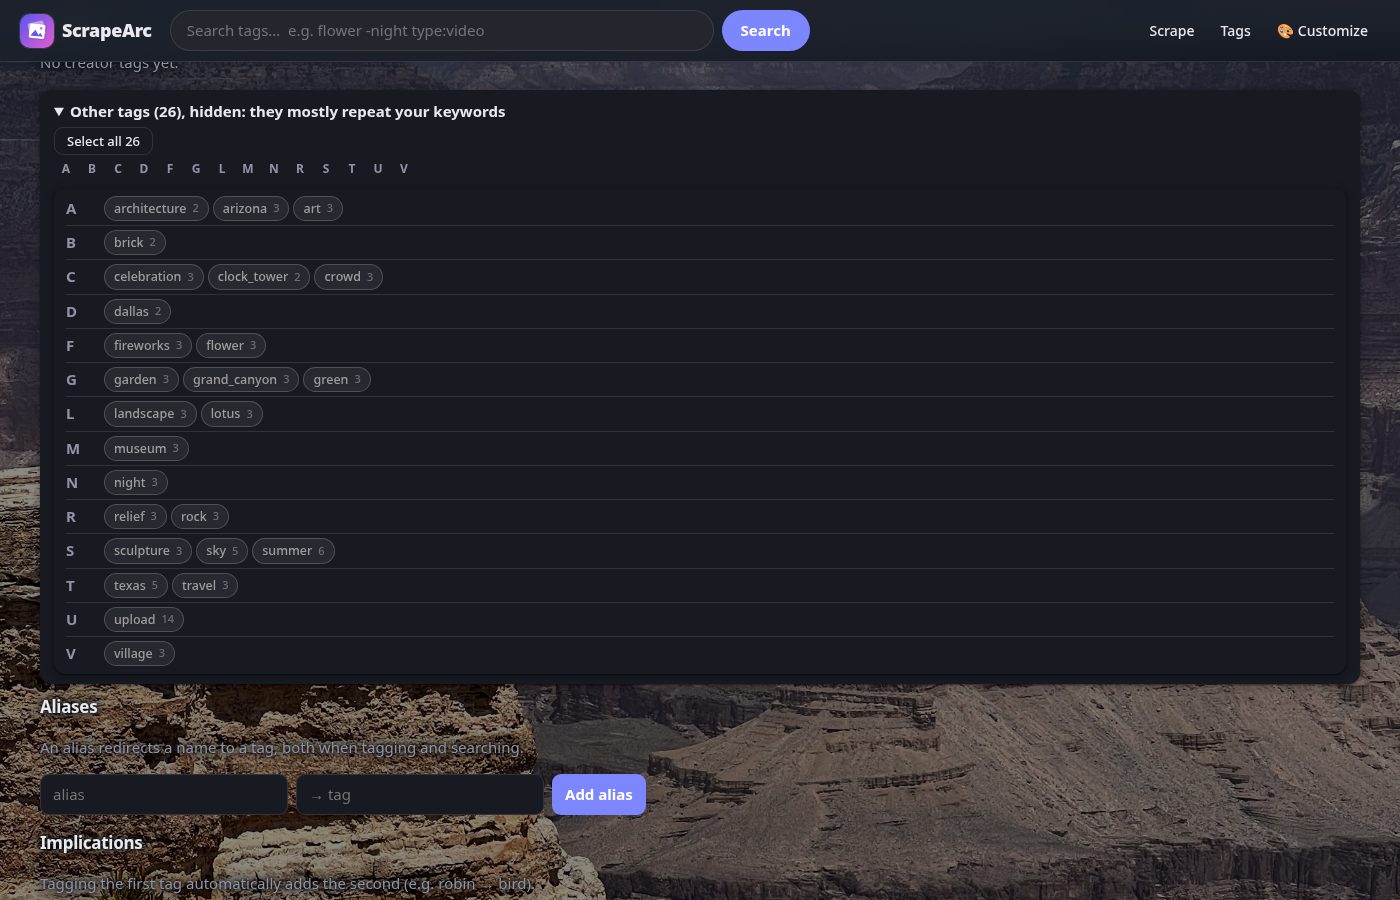 ScrapeArc
Search tags... e.g. flower -night type:video
Search
Scrape
Tags
Customize
No creator tags yet.
▼ Other tags (26), hidden: they mostly repeat your keywords
Select all 26
A B C D F G L M N R S T U V
A architecture 2 arizona 3 art 3
B brick 2
C celebration 3 clock_tower 2 crowd 3
D dallas 2
F fireworks 3 flower 3
G garden 3 grand_canyon 3 green 3
L landscape 3 lotus 3
M museum 3
N night 3
R relief 3 rock 3
S sculpture 3 sky 5 summer 6
T texas 5 travel 3
U upload 14
V village 3
Aliases
An alias redirects a name to a tag, both when tagging and searching.
alias
→ tag
Add alias
Implications
Tagging the first tag automatically adds the second (e.g. robin → bird).